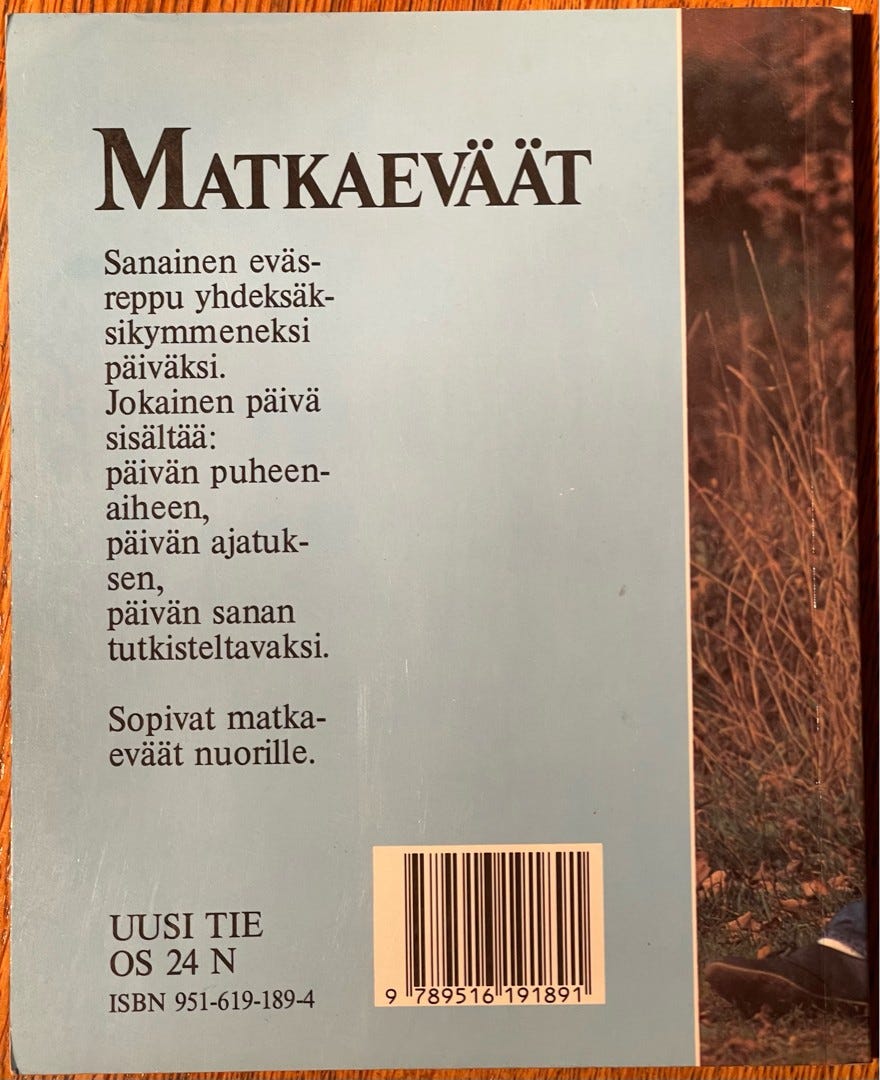 MATKAEVÄÄT
Sanainen eväs-
reppu yhdeksäk-
sikymmeneksi
päiväksi.
Jokainen päivä
sisältää:
päivän puheen-
aiheen,
päivän ajatuk-
sen,
päivän sanan
tutkisteltavaksi.
Sopivat matka-
eväät nuorille.
UUSI TIE
OS 24 N
ISBN 951-619-189-4
9 789516 191891